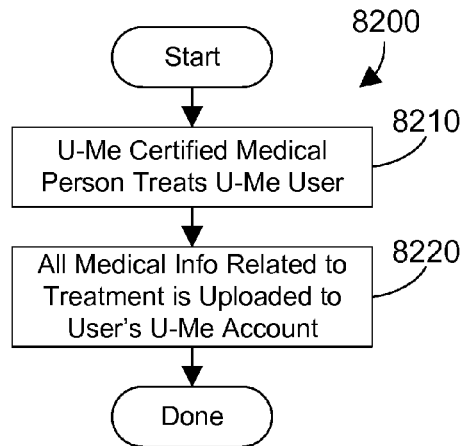 Start
8200
U-Me Certified Medical
Person Treats U-Me User
8210
All Medical Info Related to
Treatment is Uploaded to
User's U-Me Account
8220
Done